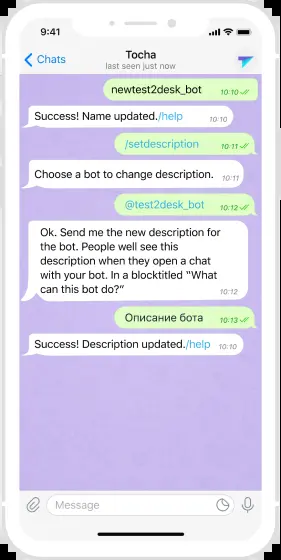 9:41
Chats
Tocha
last seen just now
newtest2desk_bot 10:10
Success! Name updated./help 10:10
/setdescription 10:11
Choose a bot to change description. 10:11
@test2desk_bot 10:12
Ok. Send me the new description for
the bot. People well see this
description when they open a chat
with your bot. In a blocktitled “What
can this bot do?”
10:12
Описание бота 10:13
Success! Description updated./help 10:10
Message